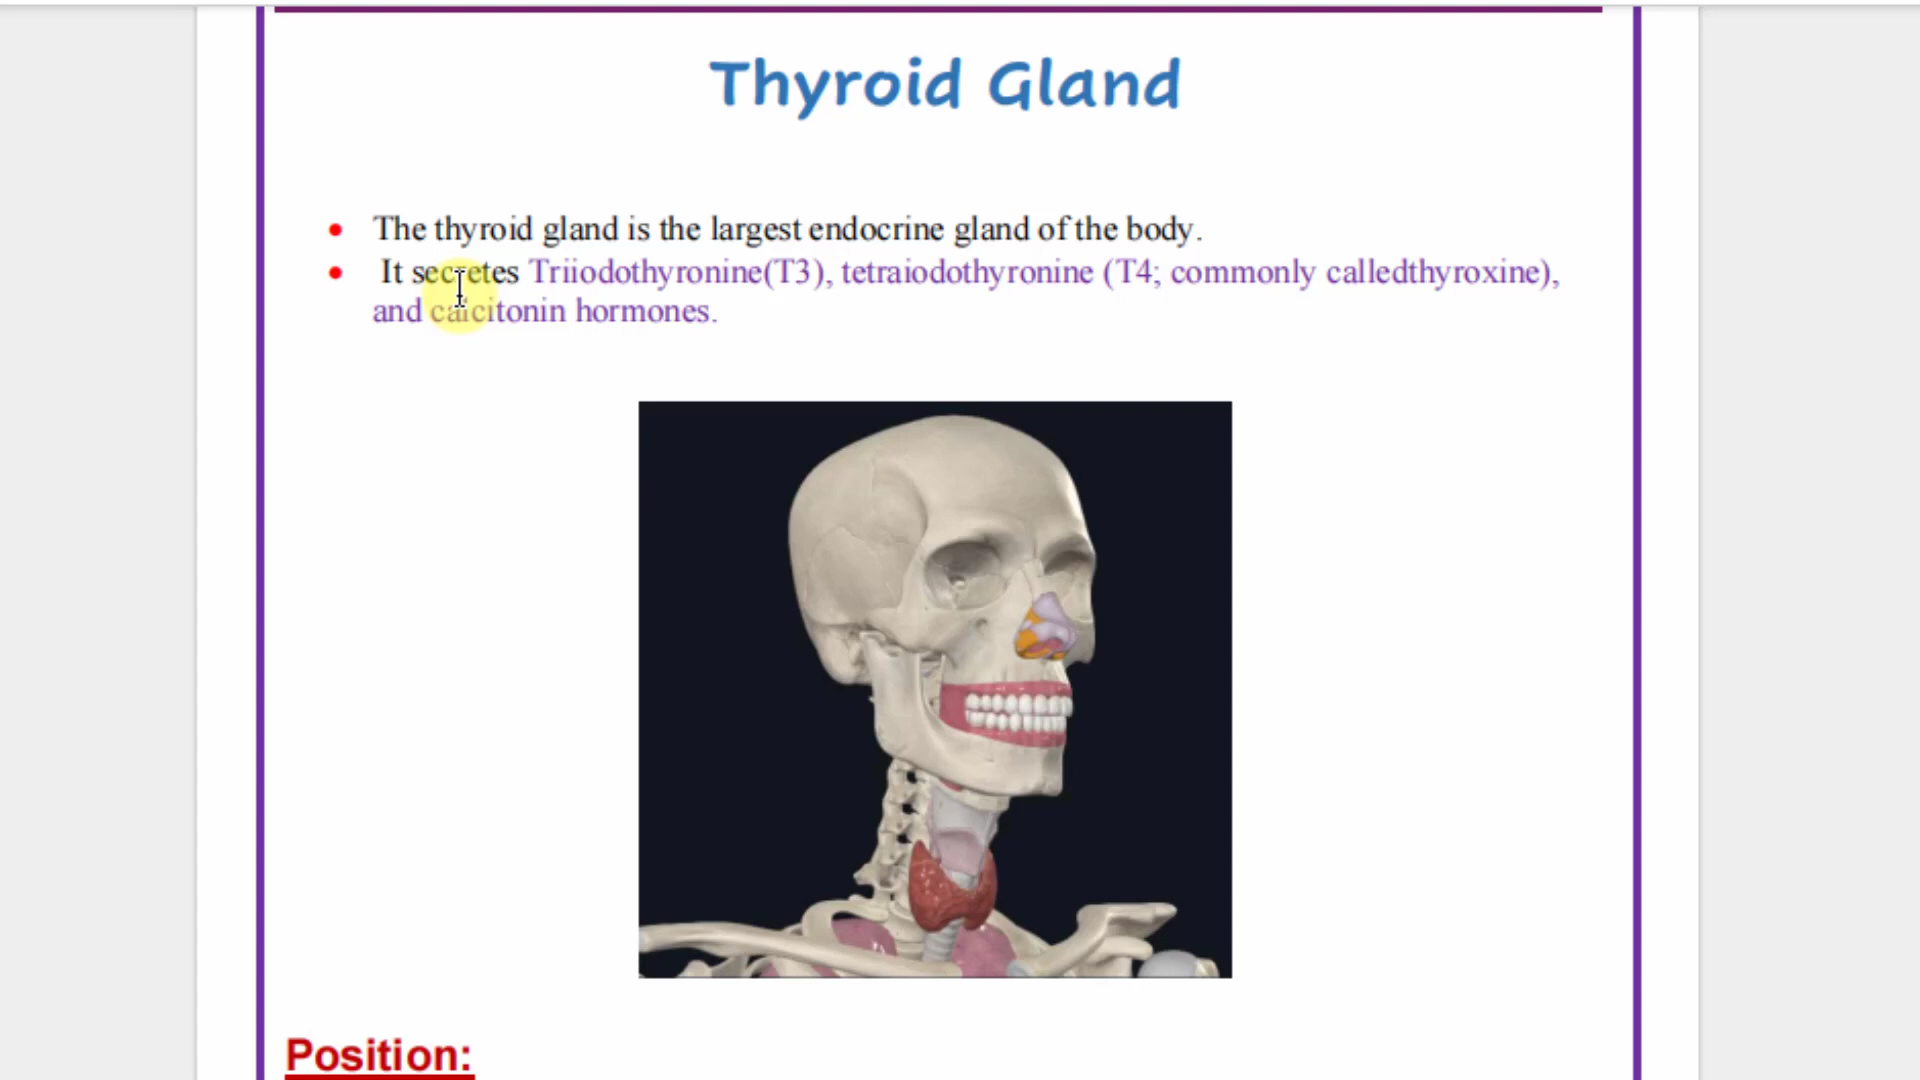 Thyroid Gland
The thyroid gland is the largest endocrine gland of the body.
It secretes Triiodothyronine(T3), tetraiodothyronine (T4; commonly calledthyroxine),
and calcitonin hormones.
Position: